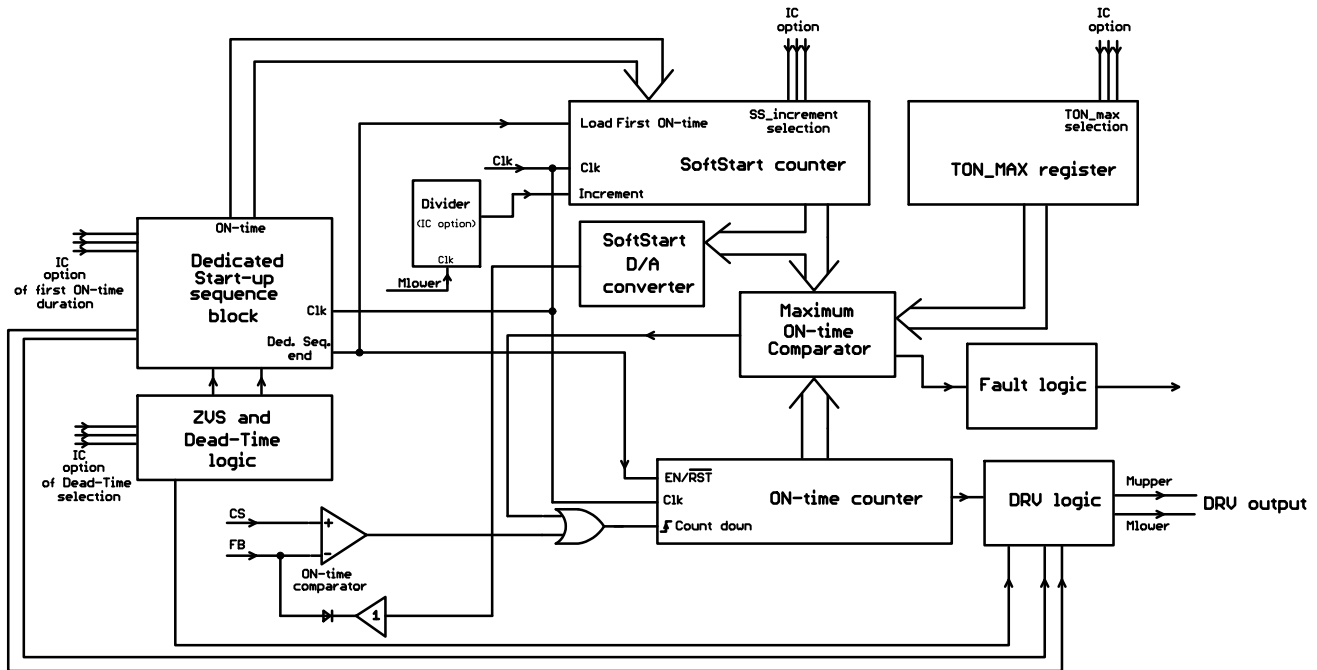 IC
option
IC
option
Load First ON-time
SS_increment
selection
Clk
Clk
SoftStart counter
Increment
TON_max
selection
TON_MAX register
Divider
(IC option)
Clk
Mlower
SoftStart
D/A
converter
ON-time
Dedicated
Start-up
sequence
block
Clk
Ded. Seq.
end
IC
option
of first ON-time
duration
Maximum
ON-time
Comparator
Fault logic
ZVS and
Dead-Time
logic
IC
option
of Dead-Time
selection
EN/RST
Clk
Count down
ON-time counter
DRV logic
Mupper
Mlower
DRV output
CS
FB
+
-
ON-time
comparator
1